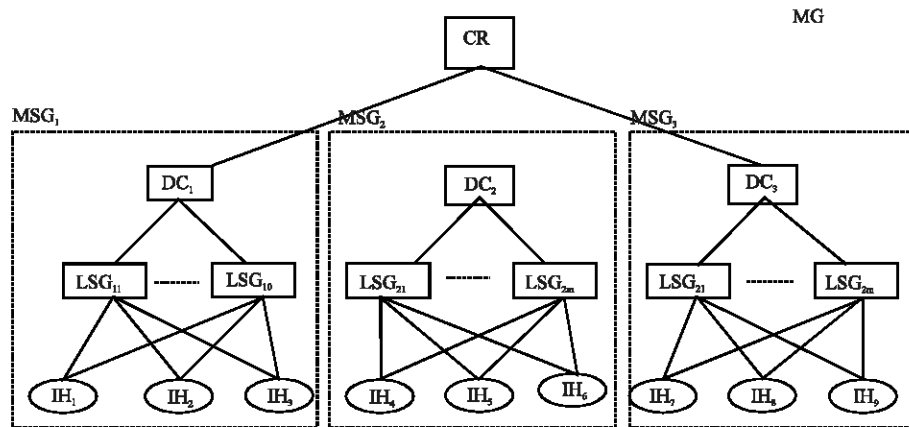 MG
CR
MSG₁ MSG₂ MSG₃
DC₁ DC₂ DC₃
LSG₁₁ LSG₁₀ LSG₂₁ LSG₂ₘ LSG₂₁ LSG₂ₘ
IH₁ IH₂ IH₃ IH₄ IH₅ IH₆ IH₇ IH₈ IH₉